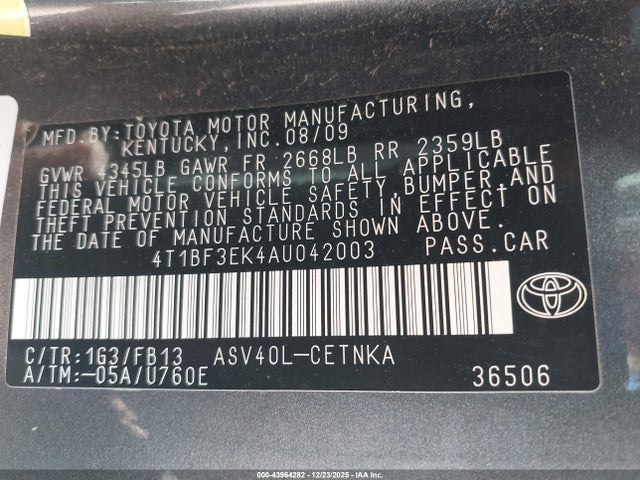 MFD.BY:TOYOTA MOTOR MANUFACTURING,
KENTUCKY, INC. 08/09
GVWR 4345LB GAWR FR 2668LB RR 2359LB
THIS VEHICLE CONFORMS TO ALL APPLICABLE
FEDERAL MOTOR VEHICLE SAFETY,BUMPER,AND
THEFT PREVENTION STANDARDS IN EFFECT ON
THE DATE OF MANUFACTURE SHOWN ABOVE.
4T1BF3EK4AU042003 PASS.CAR
C/TR:1G3/FB13 ASV40L-CETNKA
A/TM:-05A/U760E 36506
000-43964282 - 12/23/2025 - IAA Inc.